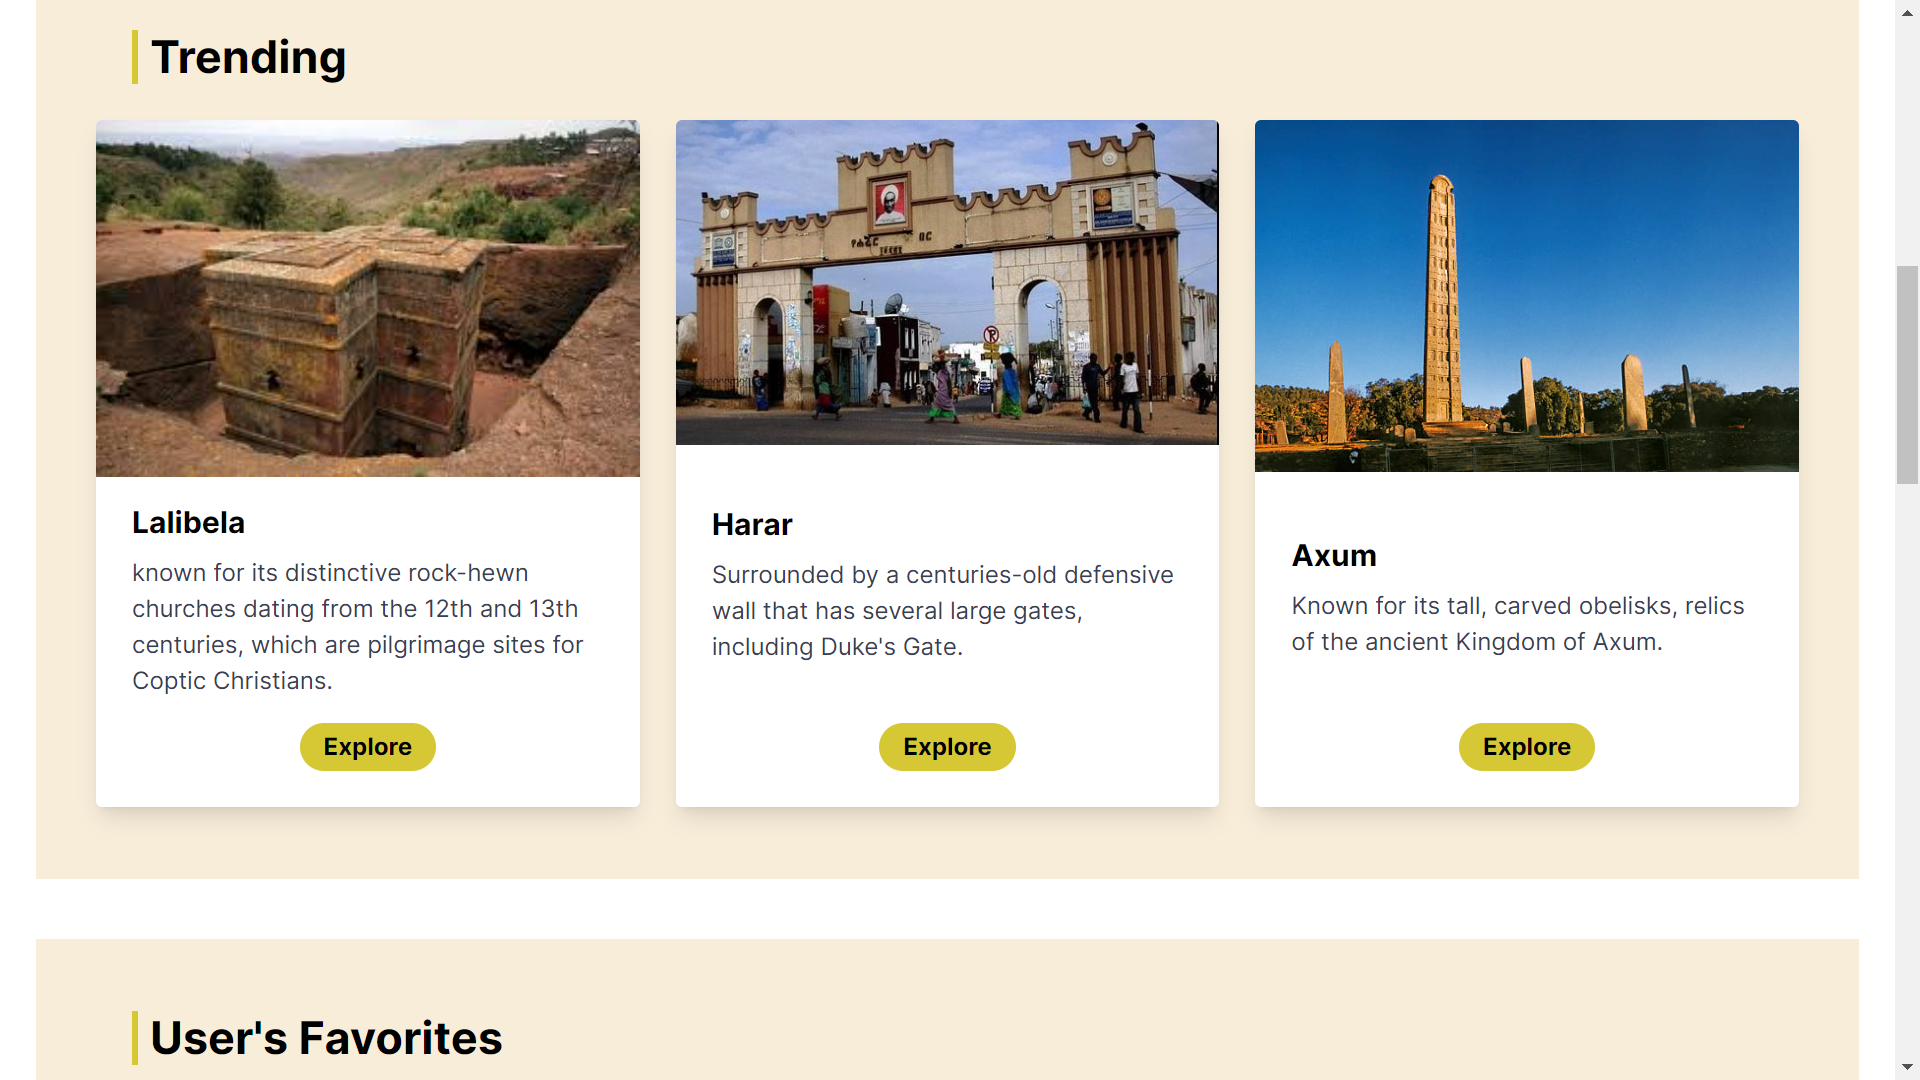 Trending
Lalibela
known for its distinctive rock-hewn
churches dating from the 12th and 13th
centuries, which are pilgrimage sites for
Coptic Christians.
Explore
Harar
Surrounded by a centuries-old defensive
wall that has several large gates,
including Duke's Gate.
Explore
Axum
Known for its tall, carved obelisks, relics
of the ancient Kingdom of Axum.
Explore
User's Favorites